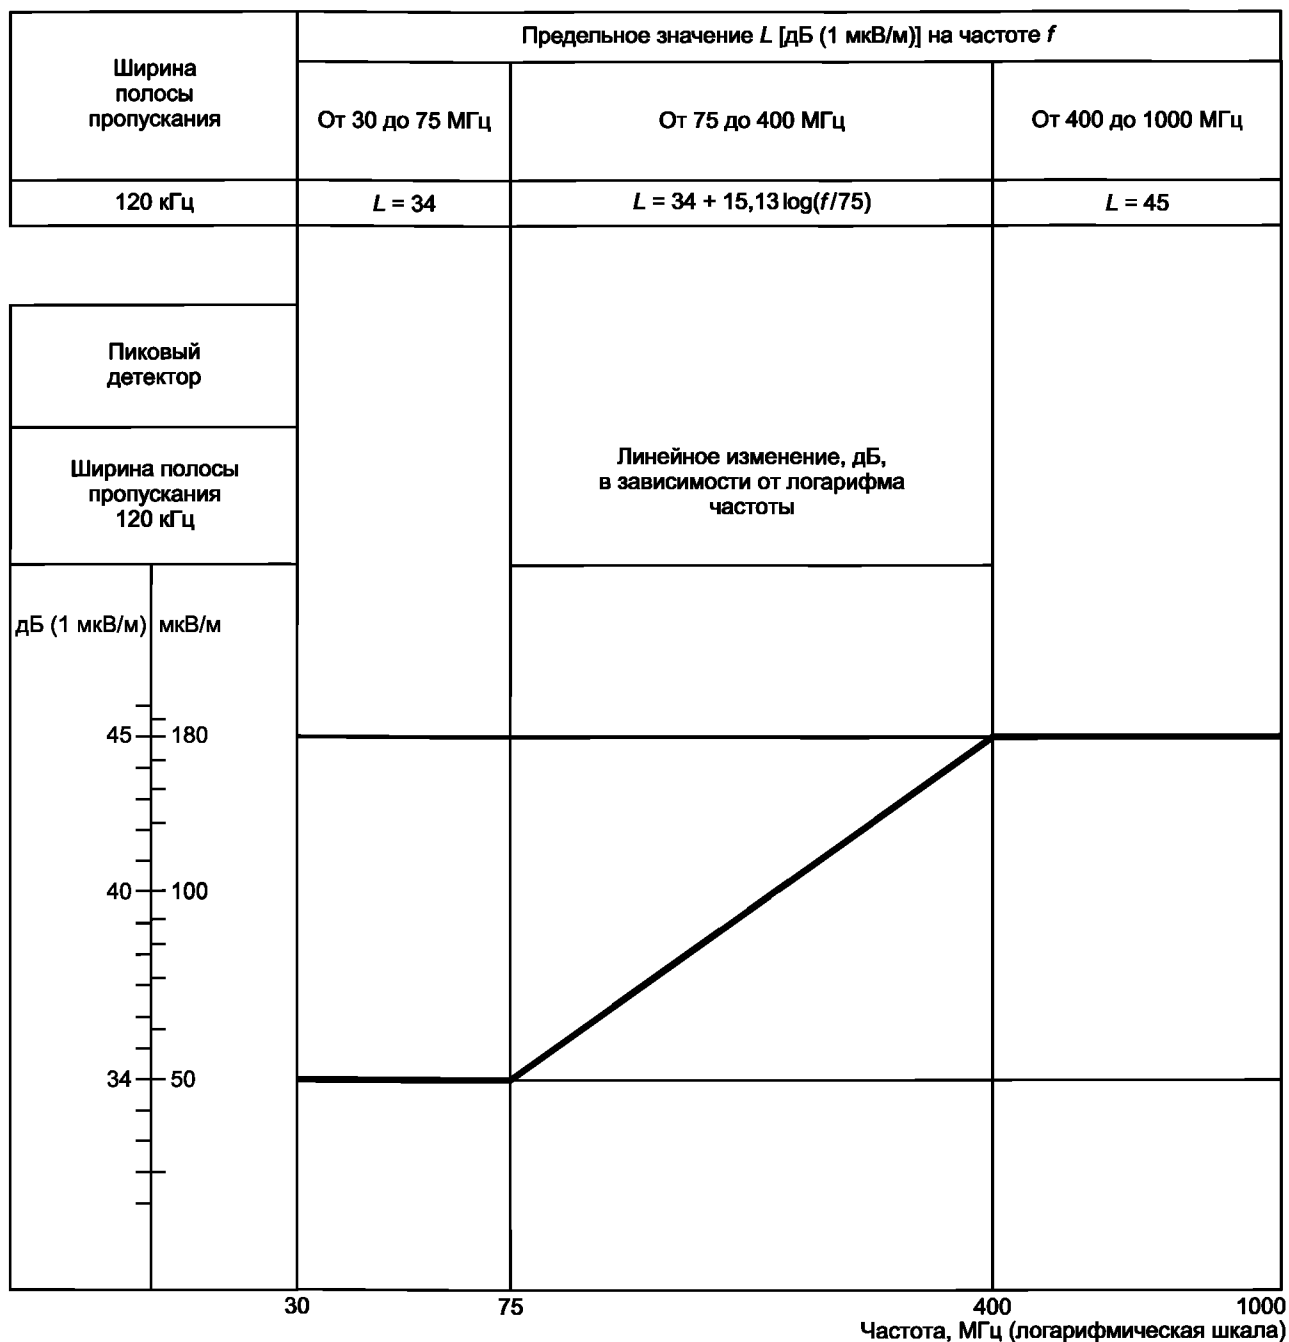 Предельное значение L [дБ (1 мкВ/м)] на частоте f
Ширина
полосы
пропускания
От 30 до 75 МГц
От 75 до 400 МГц
От 400 до 1000 МГц
120 кГц
L = 34
L = 34 + 15,13 log(f/75)
L = 45
Пиковый
детектор
Ширина полосы
пропускания
120 кГц
Линейное изменение, дБ,
в зависимости от логарифма
частоты
дБ (1 мкВ/м) мкВ/м
45 180
40 100
34 50
30 75 400 1000
Частота, МГц (логарифмическая шкала)